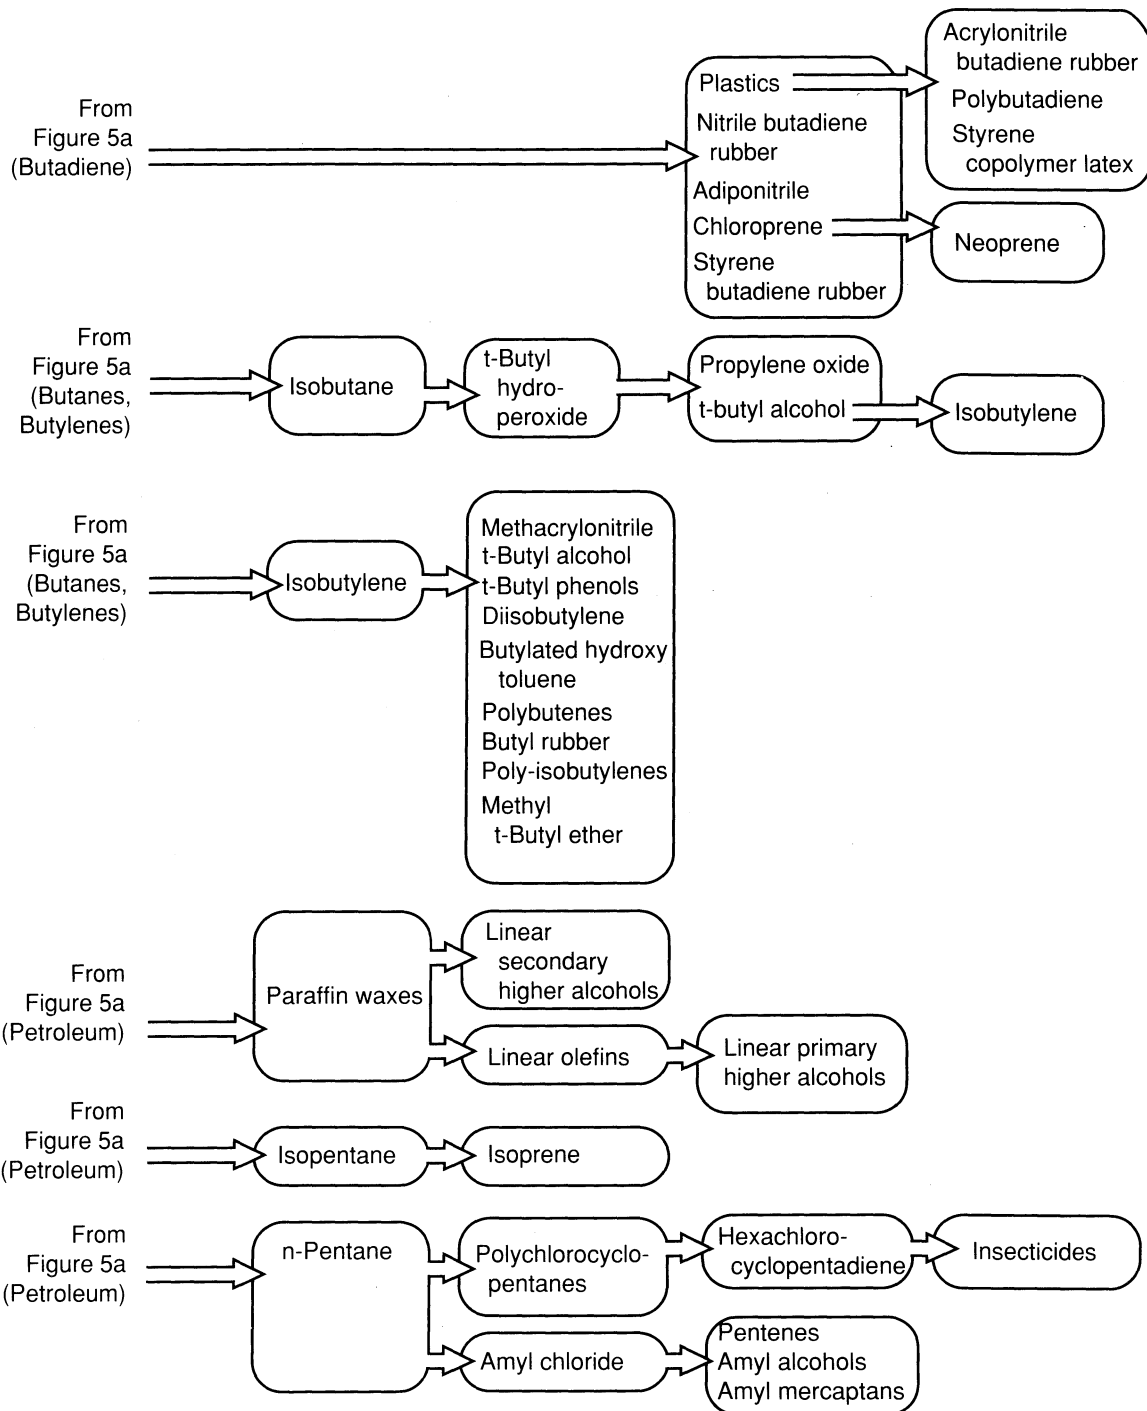 From
Figure 5a
(Butadiene)
Plastics
Nitrile butadiene
rubber
Adiponitrile
Chloroprene
Styrene
butadiene rubber
Acrylonitrile
butadiene rubber
Polybutadiene
Styrene
copolymer latex
Neoprene
From
Figure 5a
(Butanes,
Butylenes)
Isobutane
t-Butyl
hydro-
peroxide
Propylene oxide
t-butyl alcohol
Isobutylene
From
Figure 5a
(Butanes,
Butylenes)
Isobutylene
Methacrylonitrile
t-Butyl alcohol
t-Butyl phenols
Diisobutylene
Butylated hydroxy
toluene
Polybutenes
Butyl rubber
Poly-isobutylenes
Methyl
t-Butyl ether
From
Figure 5a
(Petroleum)
Paraffin waxes
Linear
secondary
higher alcohols
Linear olefins
Linear primary
higher alcohols
From
Figure 5a
(Petroleum)
Isopentane
Isoprene
From
Figure 5a
(Petroleum)
n-Pentane
Polychlorocyclo-
pentanes
Hexachloro-
cyclopentadiene
Insecticides
Amyl chloride
Pentenes
Amyl alcohols
Amyl mercaptans